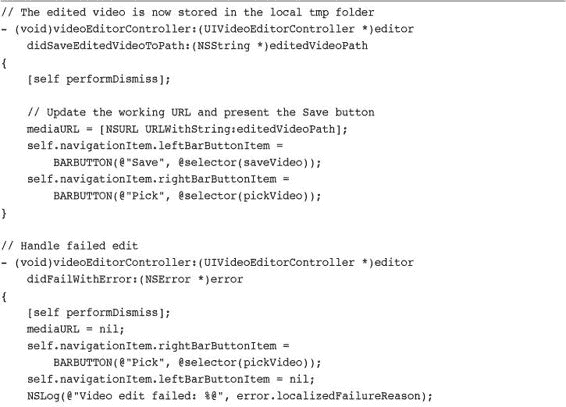 // The edited video is now stored in the local tmp folder
- (void)videoEditorController:(UIVideoEditorController *)editor
    didSaveEditedVideoToPath:(NSString *)editedVideoPath
{
    [self performDismiss];

    // Update the working URL and present the Save button
    mediaURL = [NSURL URLWithString:editedVideoPath];
    self.navigationItem.leftBarButtonItem =
        BARBUTTON(@"Save", @selector(saveVideo));
    self.navigationItem.rightBarButtonItem =
        BARBUTTON(@"Pick", @selector(pickVideo));
}

// Handle failed edit
- (void)videoEditorController:(UIVideoEditorController *)editor
    didFailWithError:(NSError *)error
{
    [self performDismiss];
    mediaURL = nil;
    self.navigationItem.rightBarButtonItem =
        BARBUTTON(@"Pick", @selector(pickVideo));
    self.navigationItem.leftBarButtonItem = nil;
    NSLog(@"Video edit failed: %@", error.localizedFailureReason);